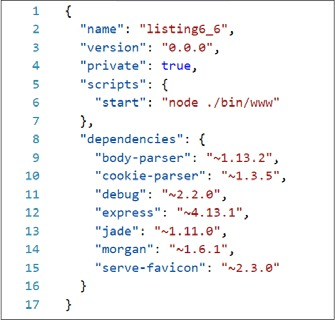 1 {
2   "name": "listing6_6",
3   "version": "0.0.0",
4   "private": true,
5   "scripts": {
6     "start": "node ./bin/www"
7   },
8   "dependencies": {
9     "body-parser": "~1.13.2",
10     "cookie-parser": "~1.3.5",
11     "debug": "~2.2.0",
12     "express": "~4.13.1",
13     "jade": "~1.11.0",
14     "morgan": "~1.6.1",
15     "serve-favicon": "~2.3.0"
16   }
17 }